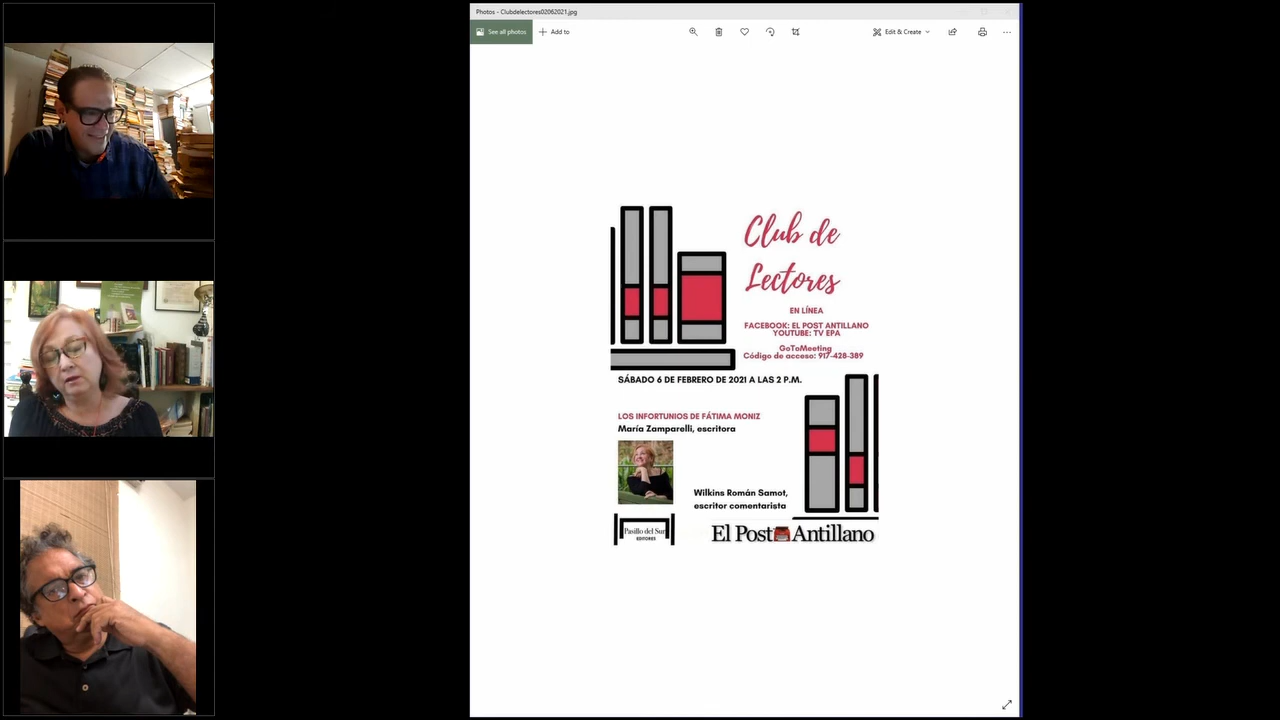 Photos - Clubdelectores02062021.jpg
See all photos
Add to
Edit & Create
Club de
Lectores
EN LÍNEA
FACEBOOK: EL POST ANTILLANO
YOUTUBE: TV EPA
GoToMeeting
Código de acceso: 917-428-389
SÁBADO 6 DE FEBRERO DE 2021 A LAS 2 P.M.
LOS INFORTUNIOS DE FÁTIMA MONIZ
María Zamparelli, escritora
Wilkins Román Samot,
escritor comentarista
Pasillo del Sur
EDITORES
El Post Antillano